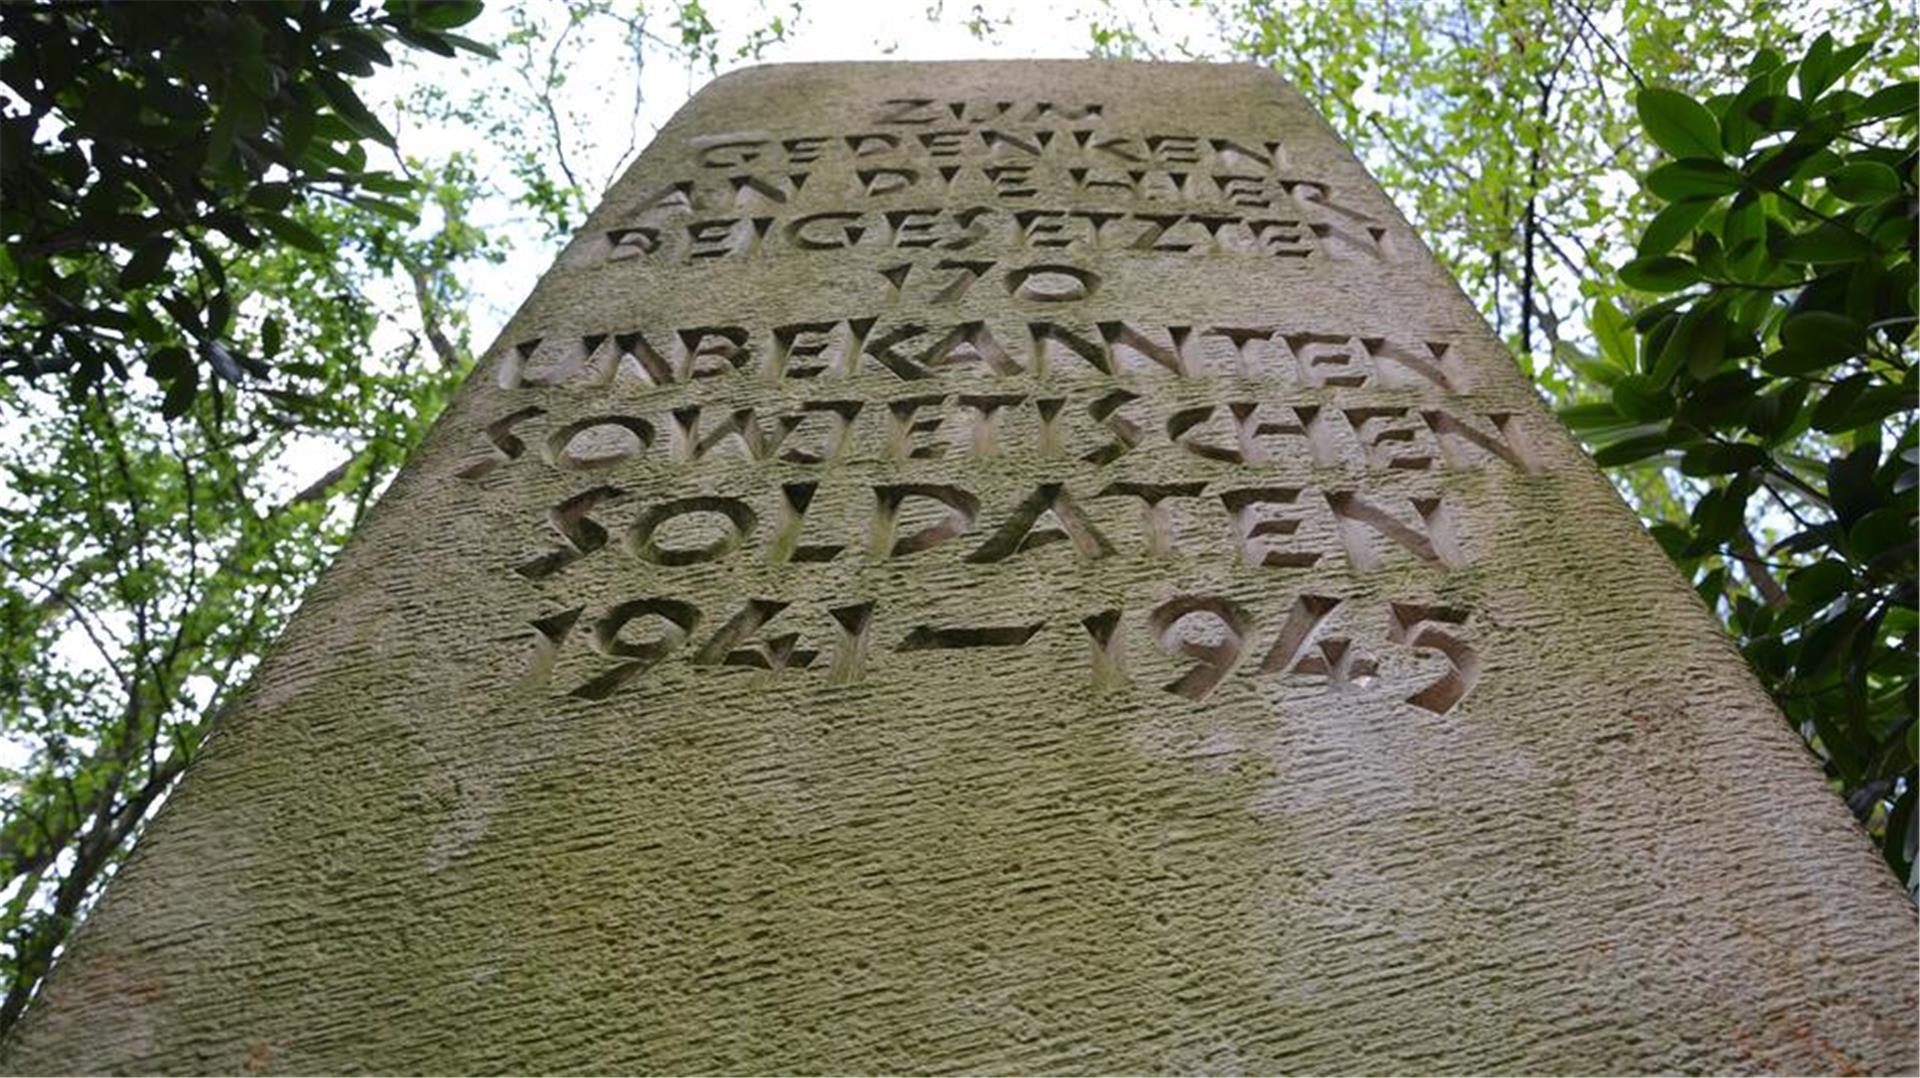 ZUM
GEDENKEN
AN DIE HIER
BEIGESETZTEN
170
UNBEKANNTEN
SOWJETISCHEN
SOLDATEN
1941–1945